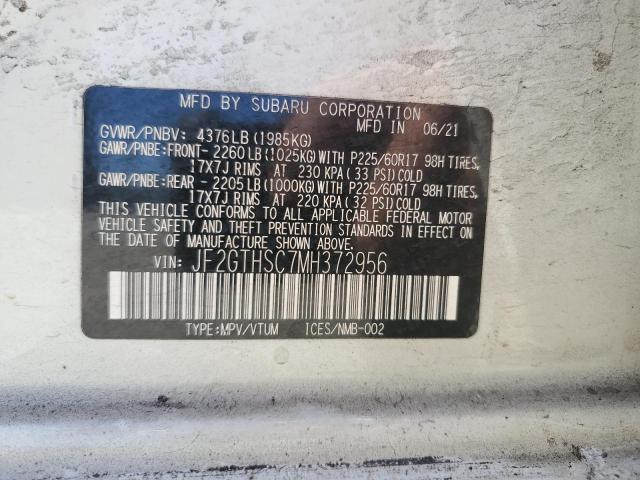 MFD BY SUBARU CORPORATION
GVWR/PNBV: 4376LB(1985KG) MFD IN 06/21
GAWR/PNBE:FRONT- 2260LB(1025KG)WITH P225/60R17 98H TIRES,
17X7J RIMS AT 230 KPA(33 PSI)COLD
GAWR/PNBE:REAR - 2205LB(1000KG)WITH P225/60R17 98H TIRES,
17X7J RIMS AT 220 KPA(32 PSI)COLD
THIS VEHICLE CONFORMS TO ALL APPLICABLE FEDERAL MOTOR
VEHICLE SAFETY AND THEFT PREVENTION STANDARDS IN EFFECT ON
THE DATE OF MANUFACTURE SHOWN ABOVE.
VIN: JF2GTHSC7MH372956
TYPE:MPV/VTUM ICES/NMB-002